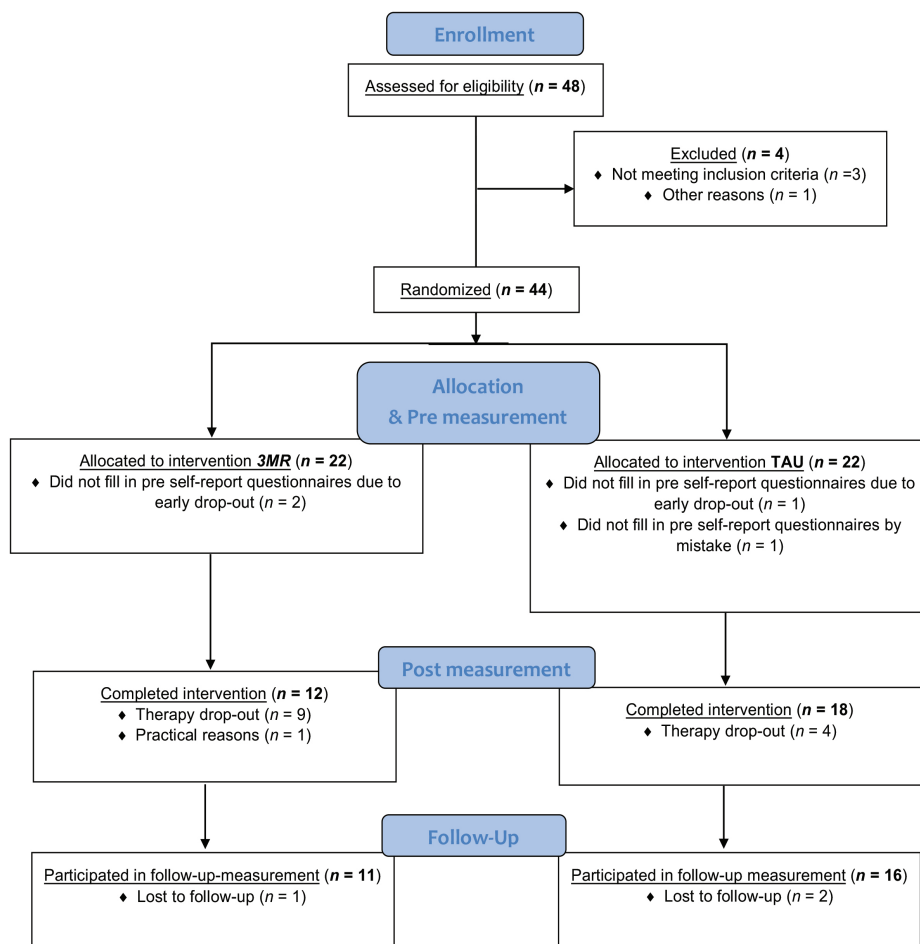 Enrollment
Assessed for eligibility (n = 48)
Excluded (n = 4)
♦ Not meeting inclusion criteria (n =3)
♦ Other reasons (n = 1)
Randomized (n = 44)
Allocation
& Pre measurement
Allocated to intervention 3MR (n = 22)
♦ Did not fill in pre self-report questionnaires due to
early drop-out (n = 2)
Allocated to intervention TAU (n = 22)
♦ Did not fill in pre self-report questionnaires due to
early drop-out (n = 1)
♦ Did not fill in pre self-report questionnaires by
mistake (n = 1)
Post measurement
Completed intervention (n = 12)
♦ Therapy drop-out (n = 9)
♦ Practical reasons (n = 1)
Completed intervention (n = 18)
♦ Therapy drop-out (n = 4)
Follow-Up
Participated in follow-up-measurement (n = 11)
♦ Lost to follow-up (n = 1)
Participated in follow-up measurement (n = 16)
♦ Lost to follow-up (n = 2)